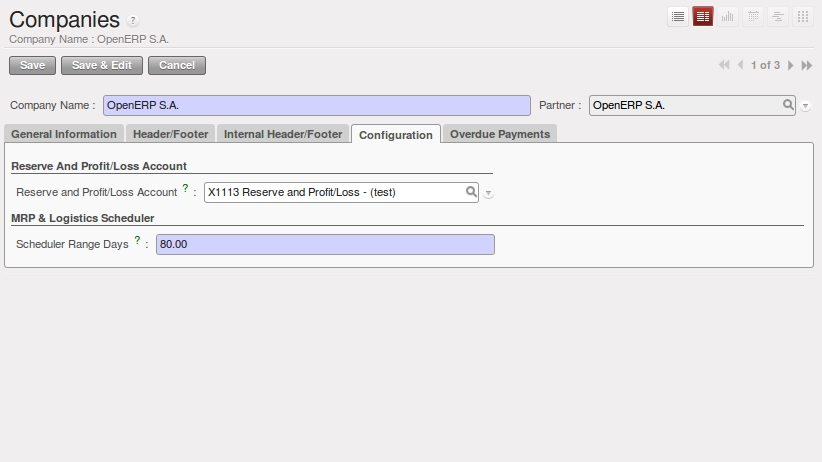 Companies ?
Company Name : OpenERP S.A.
Save Save & Edit Cancel 1 of 3
Company Name : OpenERP S.A. Partner : OpenERP S.A.
General Information Header/Footer Internal Header/Footer Configuration Overdue Payments
Reserve And Profit/Loss Account
Reserve and Profit/Loss Account ? : X1113 Reserve and Profit/Loss - (test)
MRP & Logistics Scheduler
Scheduler Range Days ? : 80.00